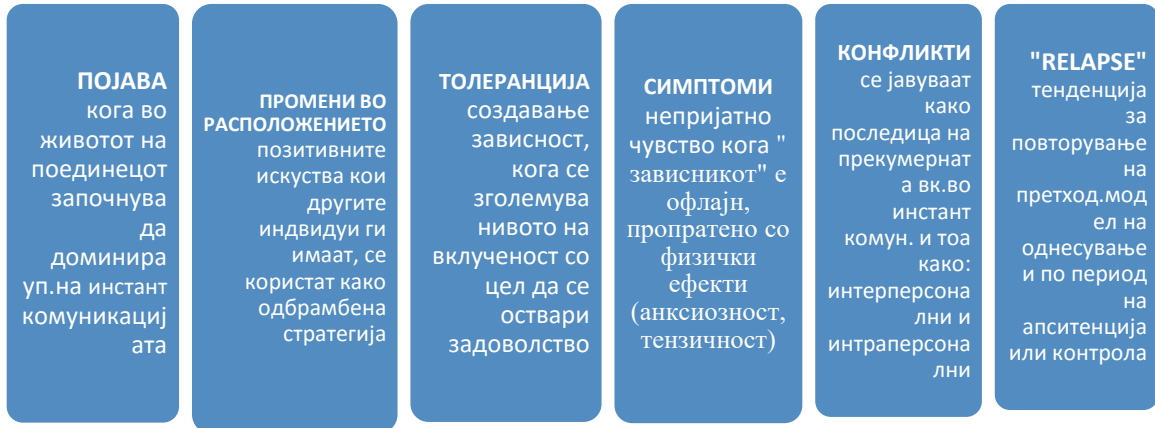 ПОЈАВА
кога во
животот на
поединецот
започнува
да
доминира
уп.на инстант
комуникациј
ата
ПРОМЕНИ ВО
РАСПОЛОЖЕНИЕТО
позитивните
искуства кои
другите
индвидуи ги
имаат, се
користат како
одбрамбена
стратегија
ТОЛЕРАНЦИЈА
создавање
зависност,
кога се
зголемува
нивото на
вклученост со
цел да се
оствари
задоволство
СИМПТОМИ
непријатно
чувство кога "
зависникот" е
офлајн,
пропратено со
физички
ефекти
(анксиозност,
тензичност)
КОНФЛИКТИ
се јавуваат
како
последица на
прекумернат
а вк.во
инстант
комун. и тоа
како:
интерперсона
лни и
интраперсона
лни
"RELAPSE"
тенденција
за
повторување
на
претход.мод
ел на
однесување
и по период
на
апситенција
или контрола